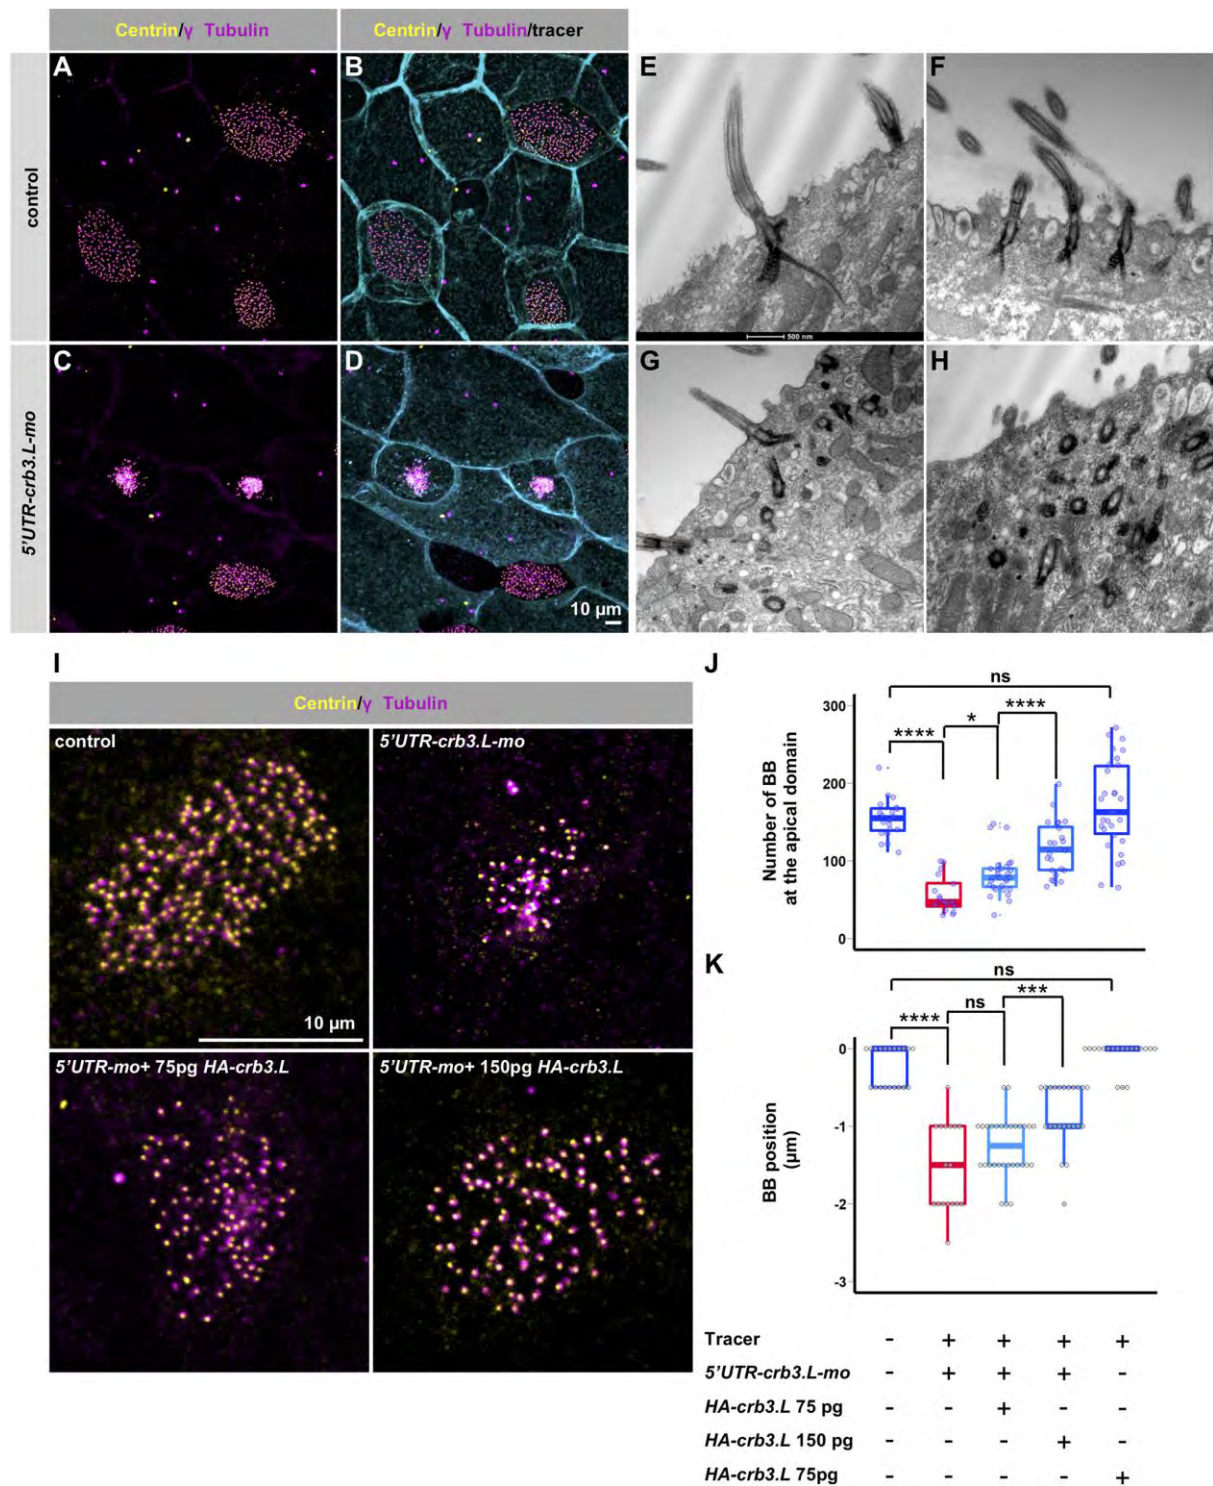 Centrin/γ Tubulin
Centrin/γ Tubulin/tracer
control
A
B
E
F
500 nm
5'UTR-crb3.L-mo
C
D
10 µm
G
H
I
Centrin/γ Tubulin
control
10 µm
5'UTR-crb3.L-mo
5'UTR-mo+ 75pg HA-crb3.L
5'UTR-mo+ 150pg HA-crb3.L
J
ns
**** * ****
Number of BB
at the apical domain
300
200
100
0
K
ns
**** ns ***
BB position
(µm)
0
-1
-2
-3
Tracer - + + + +
5'UTR-crb3.L-mo - + + + -
HA-crb3.L 75 pg - - + - -
HA-crb3.L 150 pg - - - + -
HA-crb3.L 75pg - - - - +